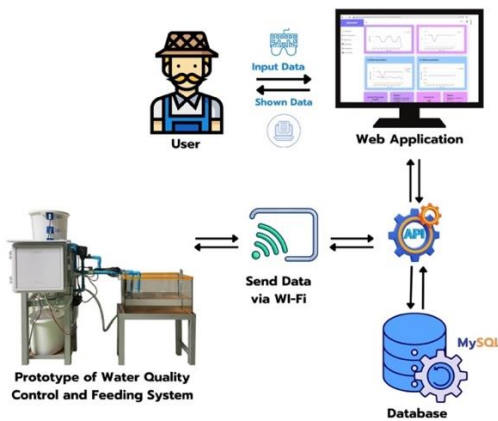 Input Data
Shown Data
User
Web Application
API
Send Data
via WI-Fi
MySQL
Prototype of Water Quality
Control and Feeding System
Database